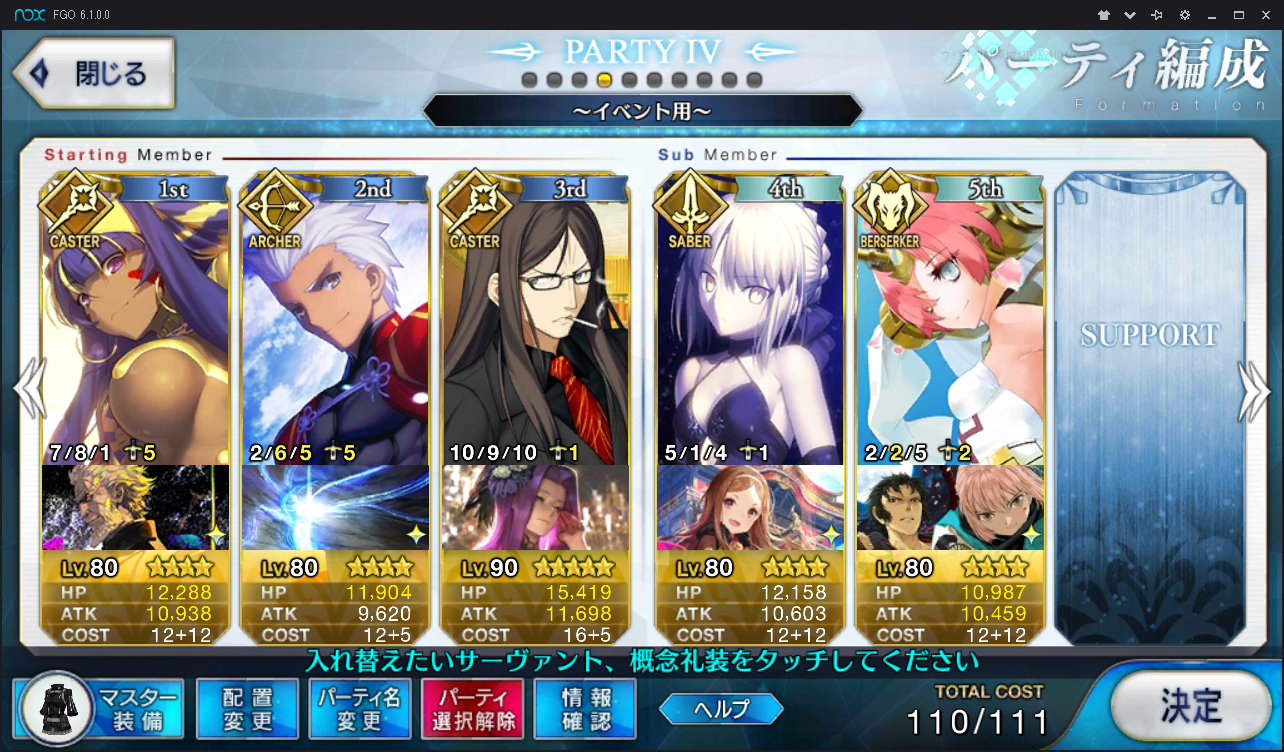 nox FGO 6.1.0.0
閉じる
PARTY IV
～イベント用～
パーティ編成
Formation
Starting Member
Sub Member
1st
2nd
3rd
4th
5th
CASTER
ARCHER
CASTER
SABER
BERSERKER
SUPPORT
7/8/1 5
2/6/5 5
10/9/10 1
5/1/4 1
2/2/5 2
Lv.80
Lv.80
Lv.90
Lv.80
Lv.80
HP 12,288
HP 11,904
HP 15,419
HP 12,158
HP 10,987
ATK 10,938
ATK 9,620
ATK 11,698
ATK 10,603
ATK 10,459
COST 12+12
COST 12+5
COST 16+5
COST 12+12
COST 12+12
入れ替えたいサーヴァント、概念礼装をタッチしてください
マスター
装備
配置
変更
パーティ名
変更
パーティ
選択解除
情報
確認
ヘルプ
TOTAL COST
110/111
決定